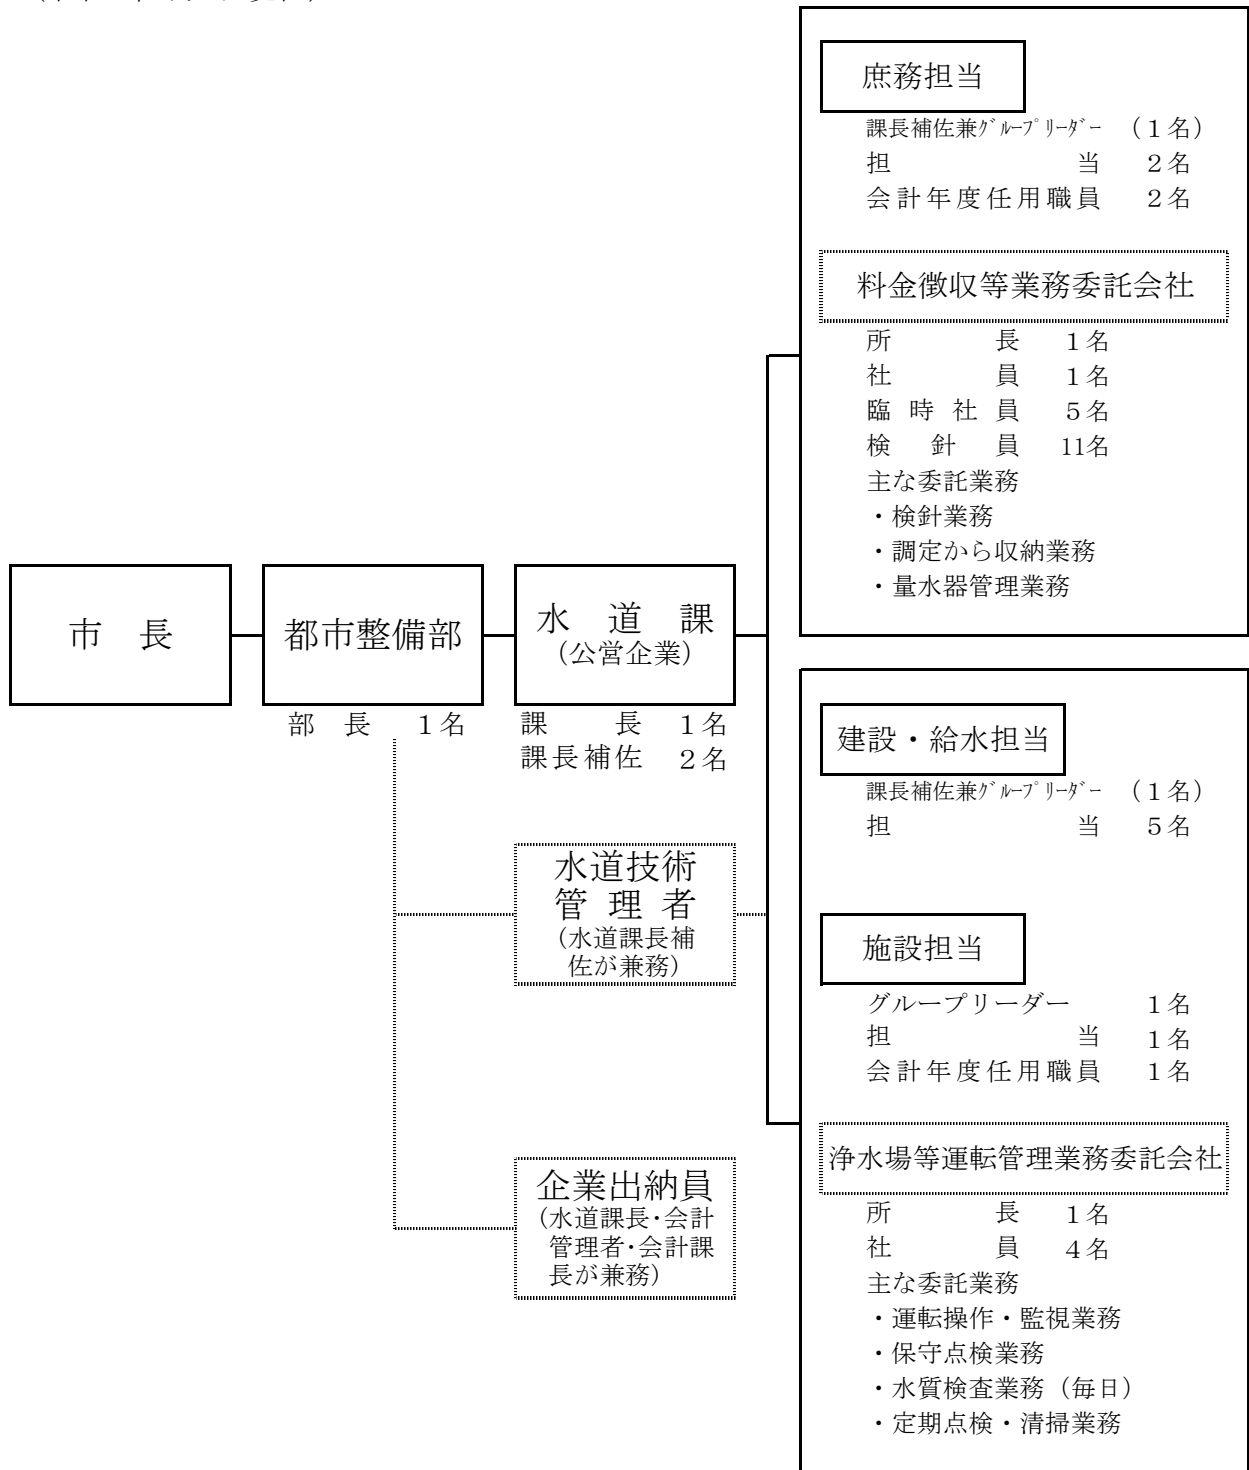 市　長
都市整備部
部　長　1名
水　道　課
(公営企業)
課　　長　1名
課長補佐　2名
水道技術
管 理 者
(水道課長補
佐が兼務)
企業出納員
(水道課長・会計
管理者・会計課
長が兼務)
庶務担当
課長補佐兼ｸﾞﾙｰﾌﾟﾘｰﾀﾞｰ　（1名）
担　　　　　当　2名
会計年度任用職員　2名
料金徴収等業務委託会社
所　　　長　1名
社　　　員　1名
臨 時 社 員　5名
検　針　員　11名
主な委託業務
・検針業務
・調定から収納業務
・量水器管理業務
建設・給水担当
課長補佐兼ｸﾞﾙｰﾌﾟﾘｰﾀﾞｰ　（1名）
担　　　　　当　5名
施設担当
グループリーダー　1名
担　　　　　当　1名
会計年度任用職員　1名
浄水場等運転管理業務委託会社
所　　　長　1名
社　　　員　4名
主な委託業務
・運転操作・監視業務
・保守点検業務
・水質検査業務（毎日）
・定期点検・清掃業務